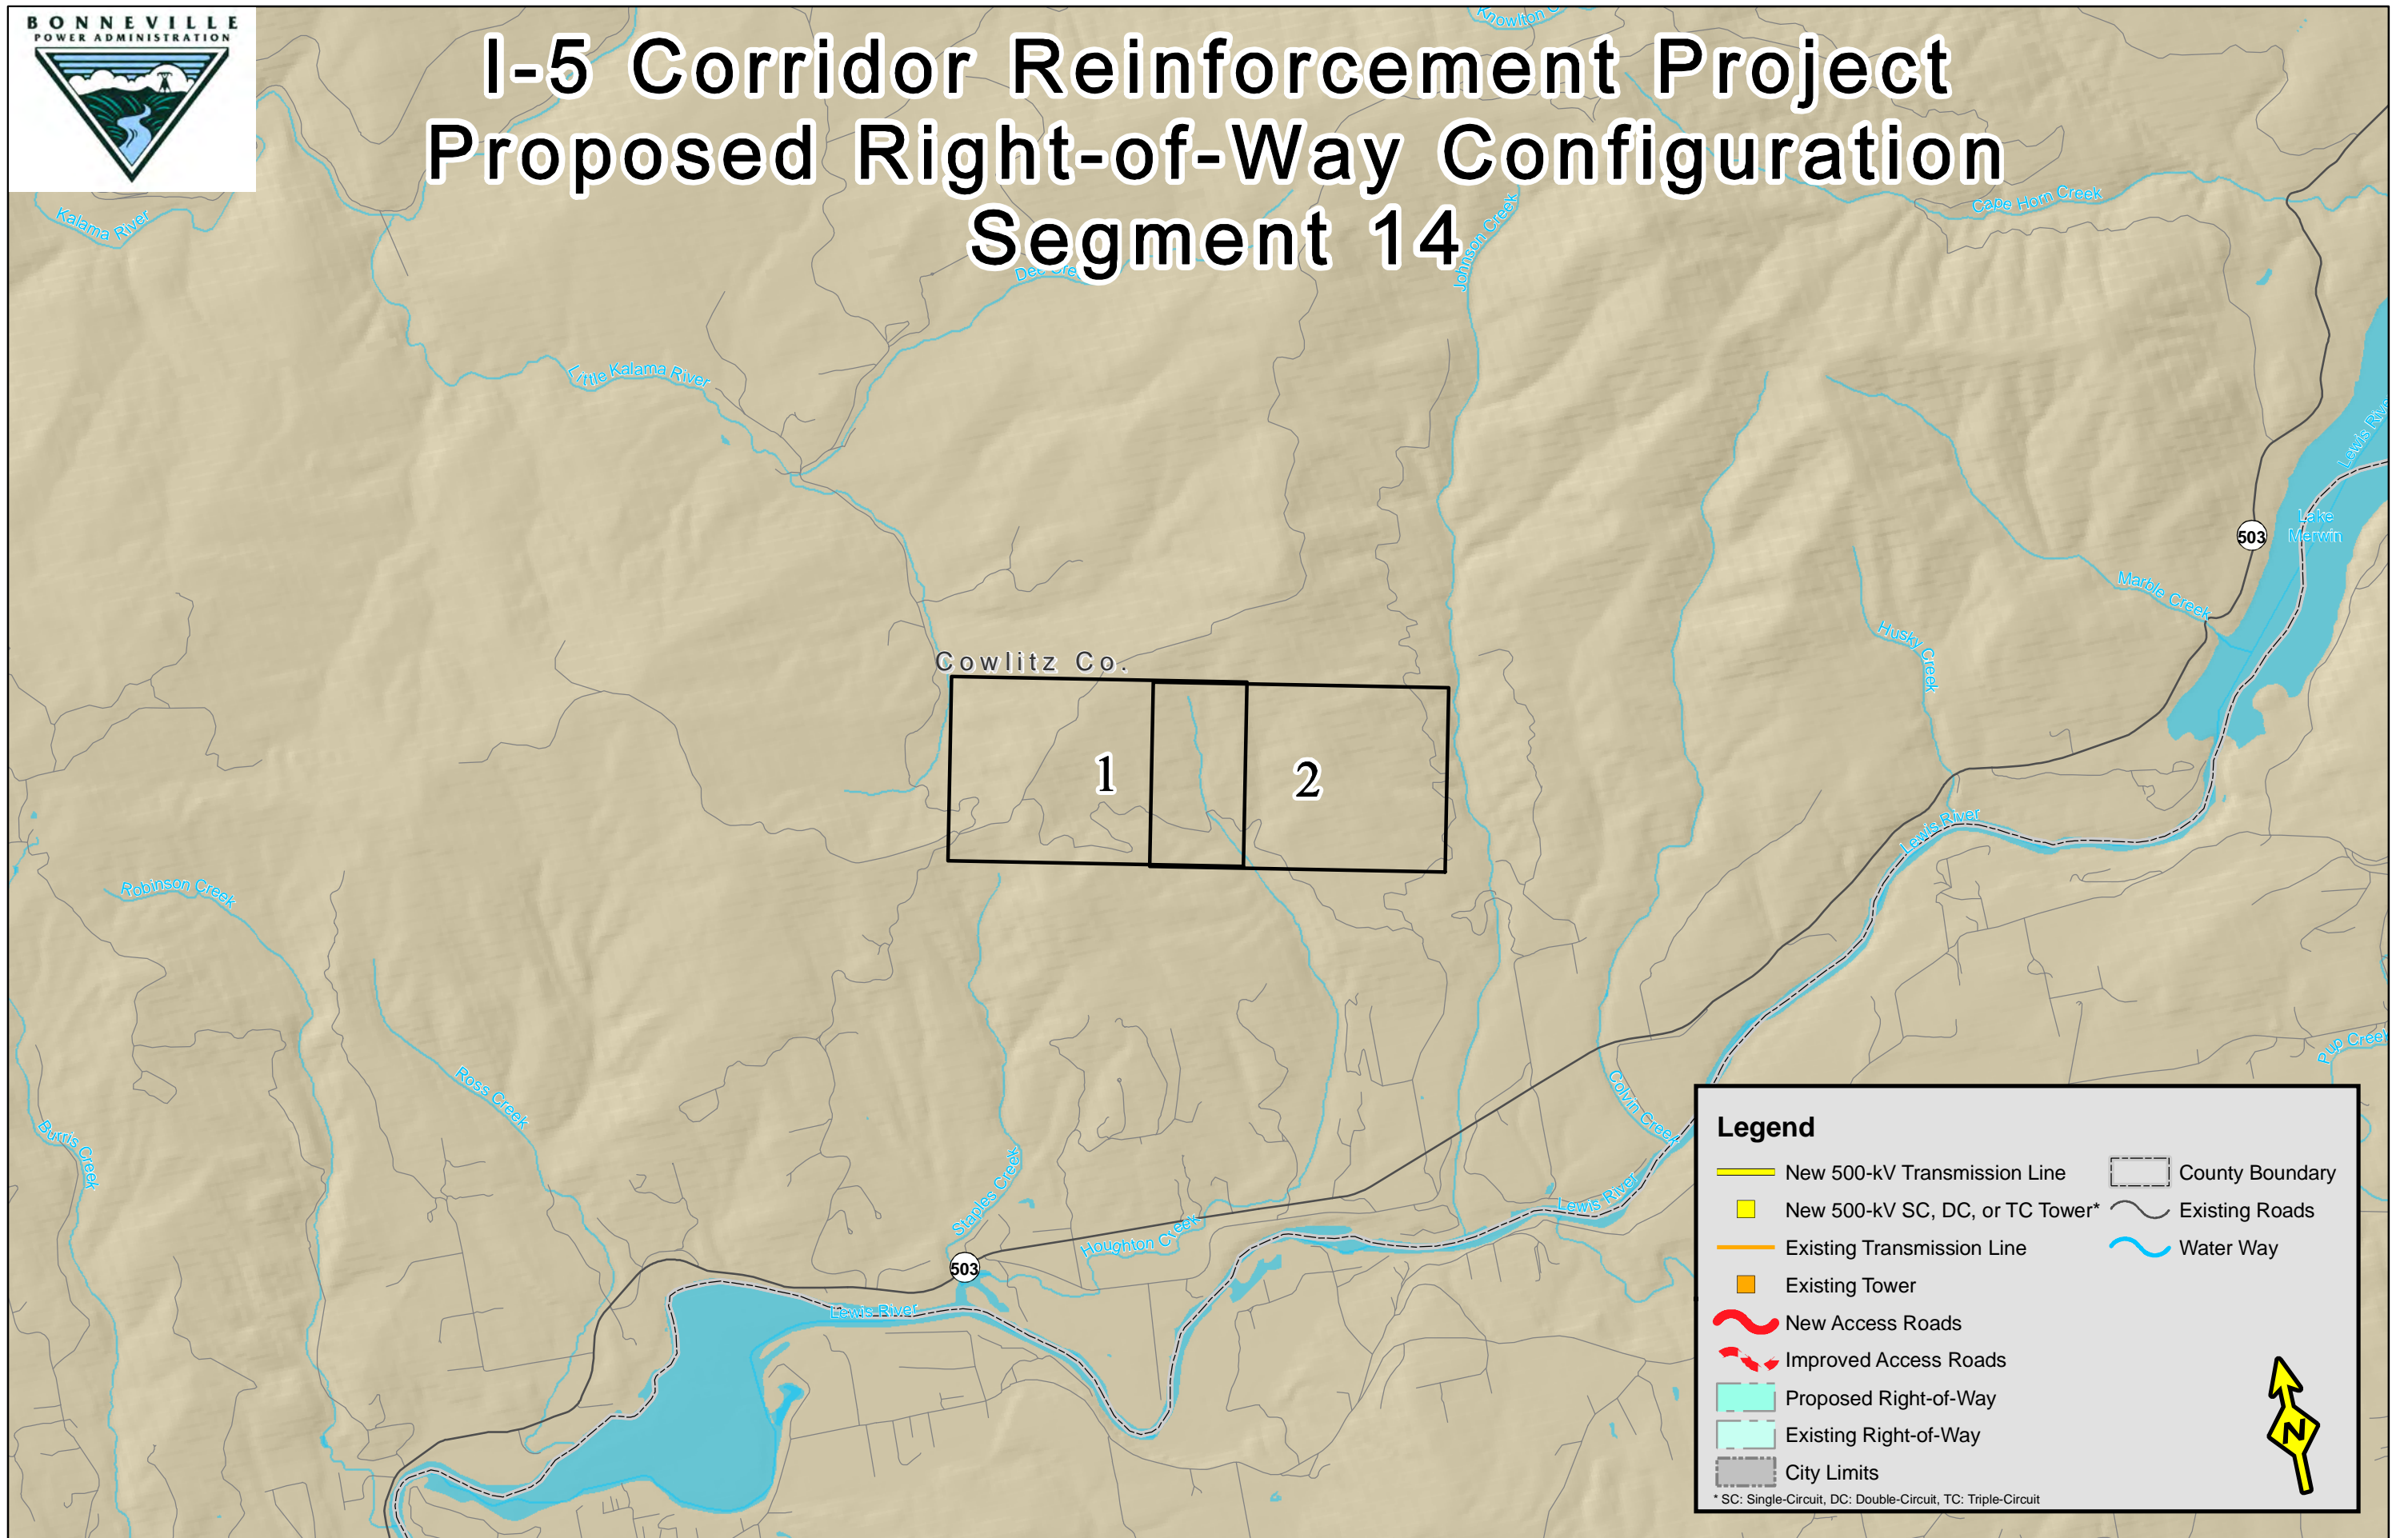 BONNEVILLE
POWER ADMINISTRATION
I-5 Corridor Reinforcement Project
Proposed Right-of-Way Configuration
Segment 14
Kalama River
Cape Horn Creek
Johnson Creek
Little Kalama River
Lewis
Lake
Merwin
503
Marble Creek
Husky Creek
Cowlitz Co.
1
2
Lewis River
Robinson Creek
Ross Creek
Burris Creek
Staples Creek
Houghton Creek
503
Lewis River
Lewis River
Colvin Creek
Pup Creek
Legend
New 500-kV Transmission Line
New 500-kV SC, DC, or TC Tower*
Existing Transmission Line
Existing Tower
New Access Roads
Improved Access Roads
Proposed Right-of-Way
Existing Right-of-Way
City Limits
County Boundary
Existing Roads
Water Way
* SC: Single-Circuit, DC: Double-Circuit, TC: Triple-Circuit
N